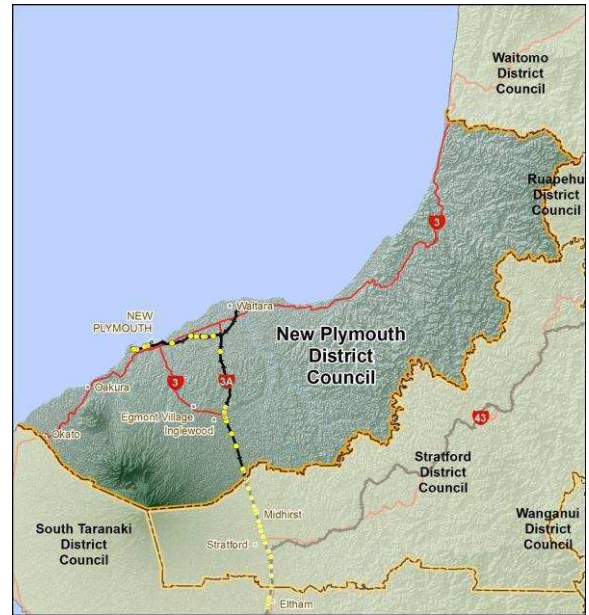 Waitomo
District
Council
Ruapehu
District
Council
3
Waitara
NEW
PLYMOUTH
New Plymouth
District
Council
3
3A
Oakura
Egmont Village
Inglewood
Okato
43
Stratford
District
Council
South Taranaki
District
Council
Midhirst
Stratford
Wanganui
District
Council
Eltham